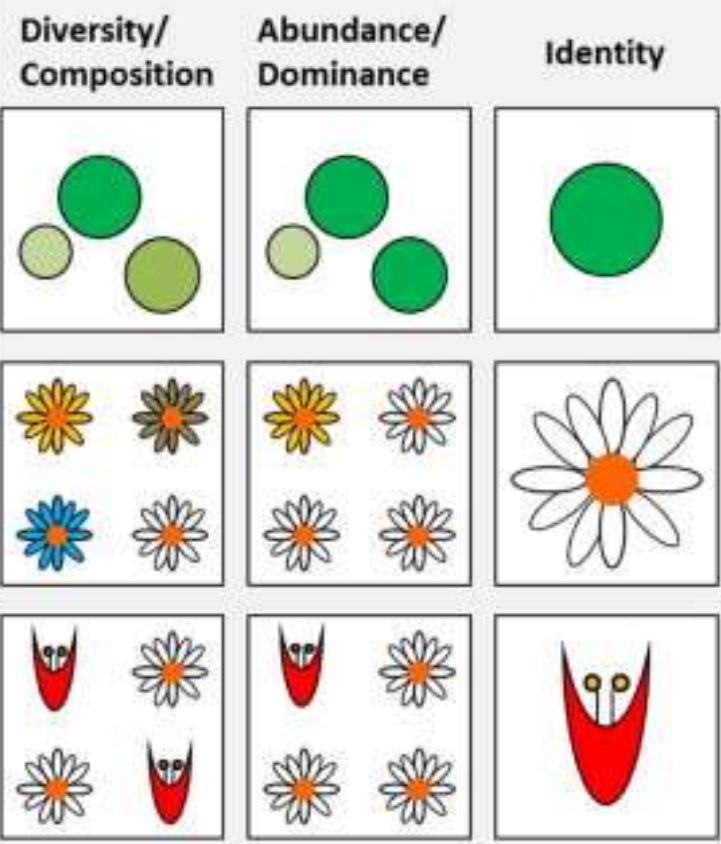 Diversity/
Composition
Abundance/
Dominance
Identity